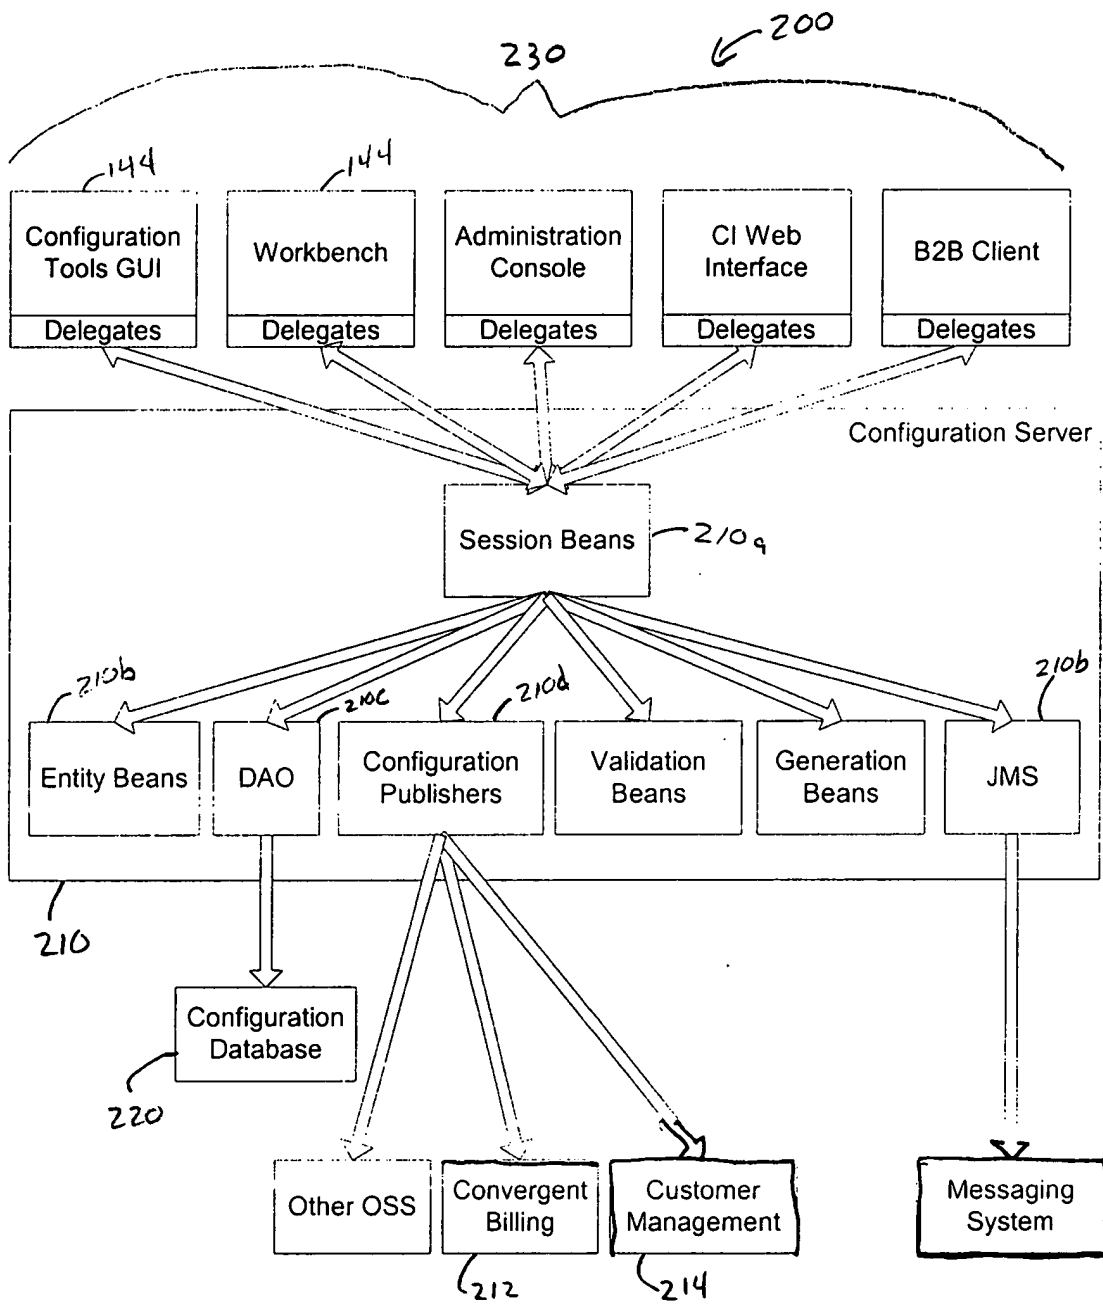 200
230
144
144
Configuration
Tools GUI
Delegates
Workbench
Delegates
Administration
Console
Delegates
CI Web
Interface
Delegates
B2B Client
Delegates
Configuration Server
Session Beans
210a
210b
210c
210d
210b
Entity Beans
DAO
Configuration
Publishers
Validation
Beans
Generation
Beans
JMS
210
Configuration
Database
220
Other OSS
Convergent
Billing
Customer
Management
Messaging
System
212
214